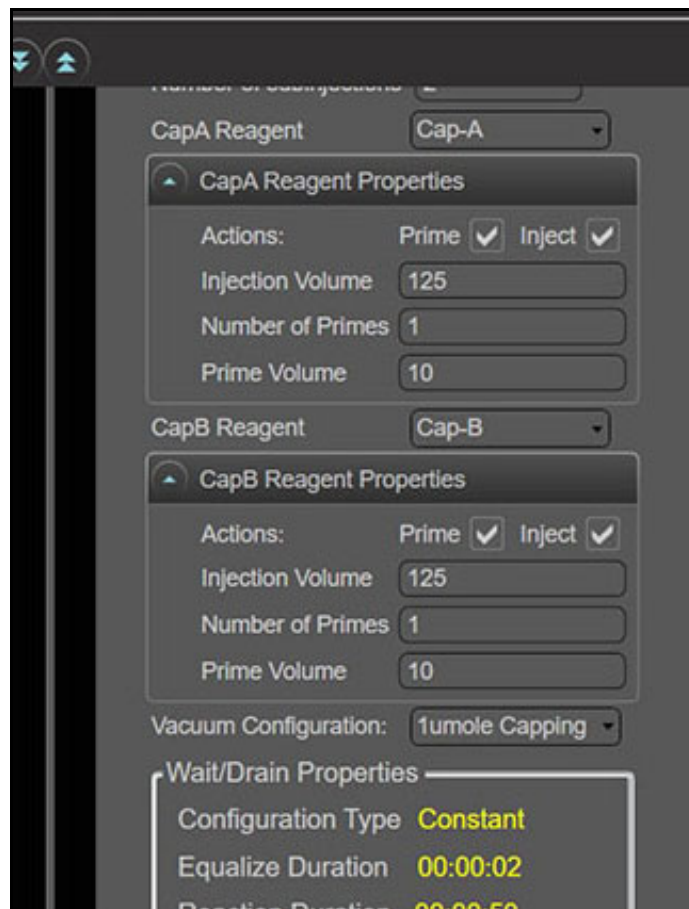 CapA Reagent Cap-A
CapA Reagent Properties
Actions: Prime Inject
Injection Volume 125
Number of Primes 1
Prime Volume 10
CapB Reagent Cap-B
CapB Reagent Properties
Actions: Prime Inject
Injection Volume 125
Number of Primes 1
Prime Volume 10
Vacuum Configuration: 1umole Capping
Wait/Drain Properties
Configuration Type Constant
Equalize Duration 00:00:02